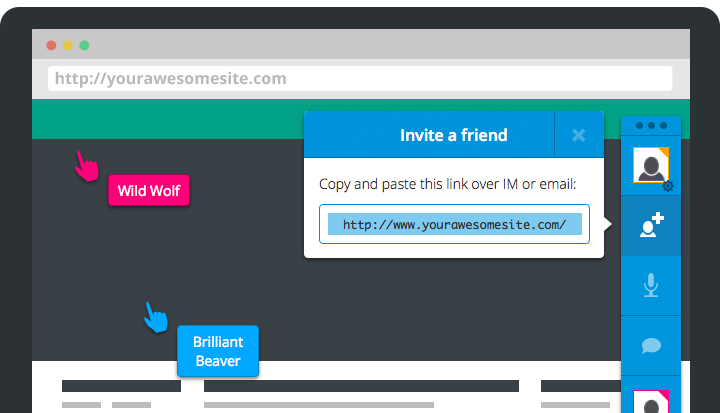 http://yourawesomesite.com
Invite a friend
Wild Wolf
Copy and paste this link over IM or email:
http://www.yourawesomesite.com/
Brilliant
Beaver